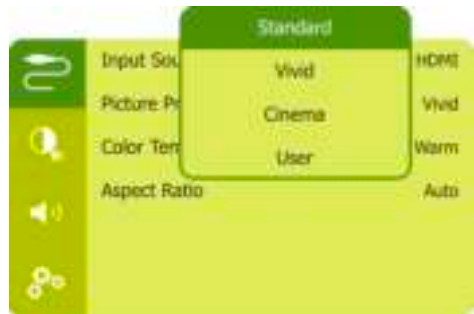 Standard
Vivid
Cinema
User
Input Sou
HDMI
Picture Pr
Vivid
Color Tem
Warm
Aspect Ratio
Auto